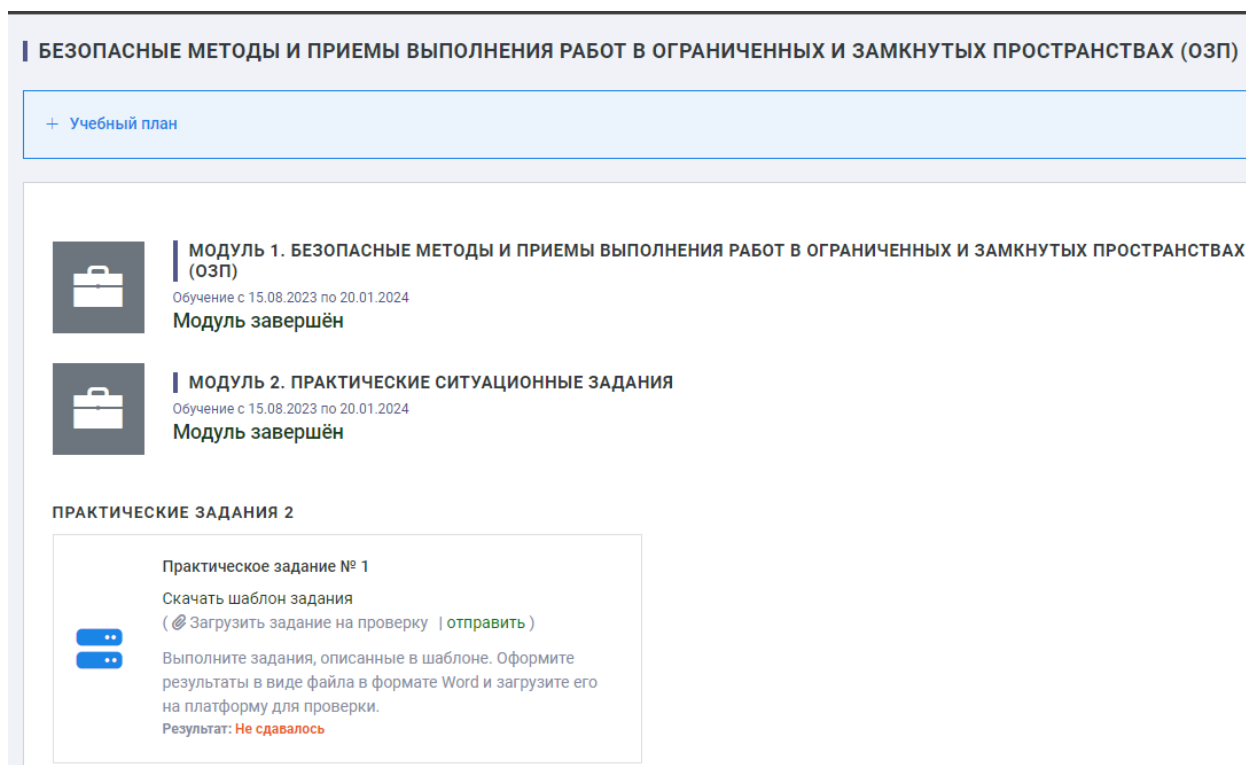 БЕЗОПАСНЫЕ МЕТОДЫ И ПРИЕМЫ ВЫПОЛНЕНИЯ РАБОТ В ОГРАНИЧЕННЫХ И ЗАМКНУТЫХ ПРОСТРАНСТВАХ (ОЗП)
+ Учебный план
МОДУЛЬ 1. БЕЗОПАСНЫЕ МЕТОДЫ И ПРИЕМЫ ВЫПОЛНЕНИЯ РАБОТ В ОГРАНИЧЕННЫХ И ЗАМКНУТЫХ ПРОСТРАНСТВАХ
(ОЗП)
Обучение с 15.08.2023 по 20.01.2024
Модуль завершён
МОДУЛЬ 2. ПРАКТИЧЕСКИЕ СИТУАЦИОННЫЕ ЗАДАНИЯ
Обучение с 15.08.2023 по 20.01.2024
Модуль завершён
ПРАКТИЧЕСКИЕ ЗАДАНИЯ 2
Практическое задание № 1
Скачать шаблон задания
( Загрузить задание на проверку | отправить )
Выполните задания, описанные в шаблоне. Оформите
результаты в виде файла в формате Word и загрузите его
на платформу для проверки.
Результат: Не сдавалось